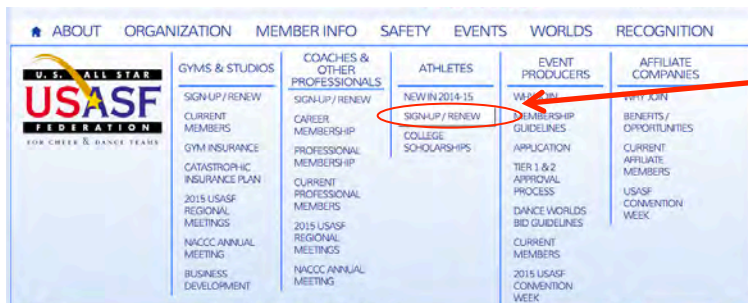 ABOUT ORGANIZATION MEMBER INFO SAFETY EVENTS WORLDS RECOGNITION
U. S. ALL STAR
USASF
FEDERATION
FOR CHEER & DANCE TEAMS
GYMS & STUDIOS
SIGN-UP / RENEW
CURRENT
MEMBERS
GYM INSURANCE
CATASTROPHIC
INSURANCE PLAN
2015 USASF
REGIONAL
MEETINGS
NACCC ANNUAL
MEETING
BUSINESS
DEVELOPMENT
COACHES &
OTHER
PROFESSIONALS
SIGN-UP / RENEW
CAREER
MEMBERSHIP
PROFESSIONAL
MEMBERSHIP
CURRENT
PROFESSIONAL
MEMBERS
2015 USASF
REGIONAL
MEETINGS
NACCC ANNUAL
MEETING
ATHLETES
NEW IN 2014-15
SIGN-UP / RENEW
COLLEGE
SCHOLARSHIPS
EVENT
PRODUCERS
WHY JOIN
MEMBERSHIP
GUIDELINES
APPLICATION
TIER 1 & 2
APPROVAL
PROCESS
DANCE WORLDS
BID GUIDELINES
CURRENT
MEMBERS
2015 USASF
CONVENTION
WEEK
AFFILIATE
COMPANIES
WHY JOIN
BENEFITS /
OPPORTUNITIES
CURRENT
AFFILIATE
MEMBERS
USASF
CONVENTION
WEEK